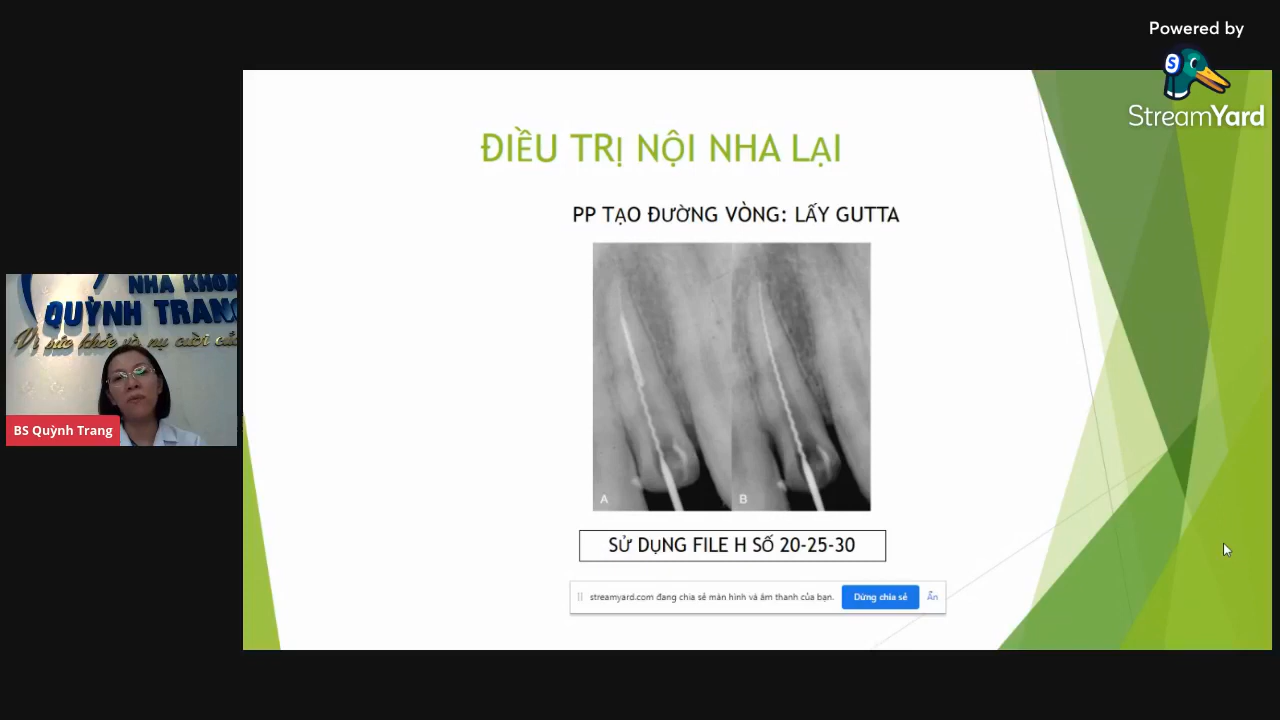 Powered by
StreamYard
ĐIỀU TRỊ NỘI NHA LẠI
PP TẠO ĐƯỜNG VÒNG: LẤY GUTTA
A
B
SỬ DỤNG FILE H SỐ 20-25-30
streamyard.com đang chia sẻ màn hình và âm thanh của bạn.
Dừng chia sẻ
Ẩn
NHA KHOA
QUỲNH TRANG
Vì sức khỏe và nụ cười của
BS Quỳnh Trang